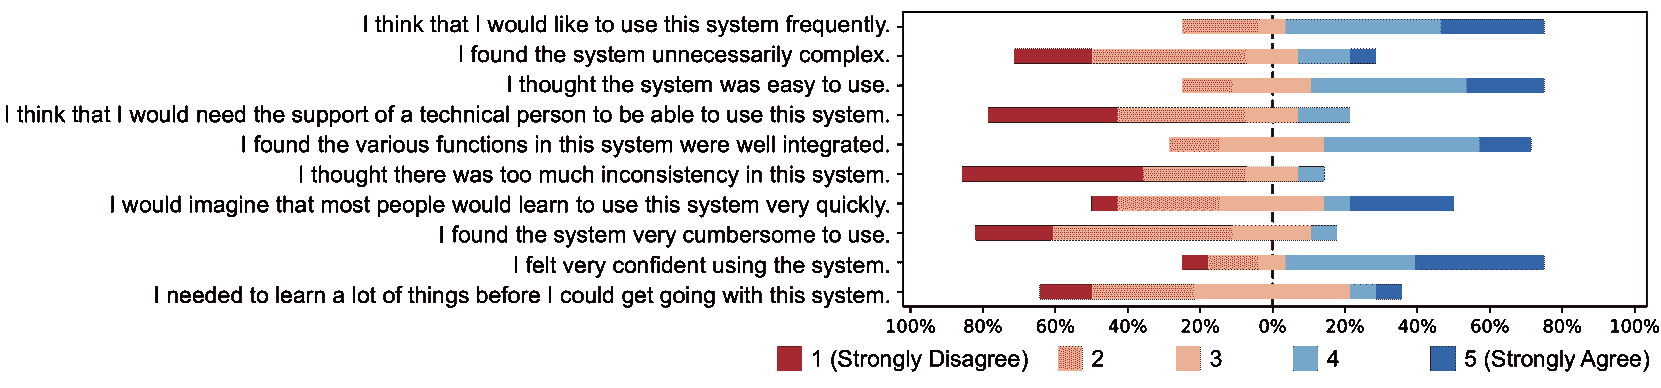 I think that I would like to use this system frequently.
I found the system unnecessarily complex.
I thought the system was easy to use.
I think that I would need the support of a technical person to be able to use this system.
I found the various functions in this system were well integrated.
I thought there was too much inconsistency in this system.
I would imagine that most people would learn to use this system very quickly.
I found the system very cumbersome to use.
I felt very confident using the system.
I needed to learn a lot of things before I could get going with this system.
100% 80% 60% 40% 20% 0% 20% 40% 60% 80% 100%
1 (Strongly Disagree) 2 3 4 5 (Strongly Agree)